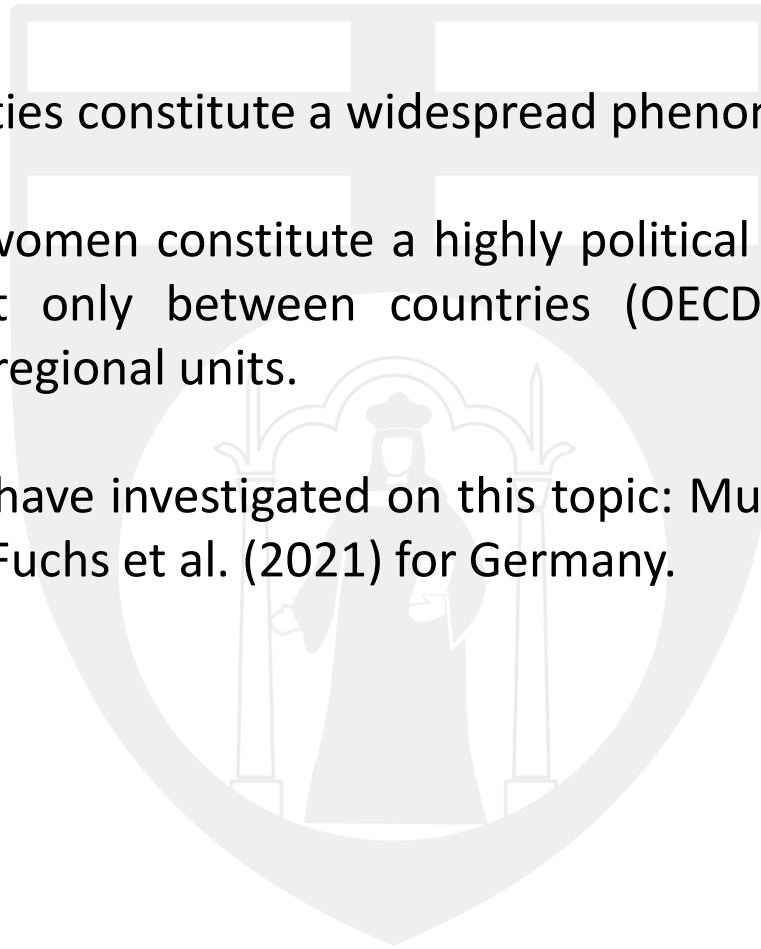 ties constitute a widespread phenor
women constitute a highly political
t only between countries (OECD
regional units.
have investigated on this topic: Mu
Fuchs et al. (2021) for Germany.